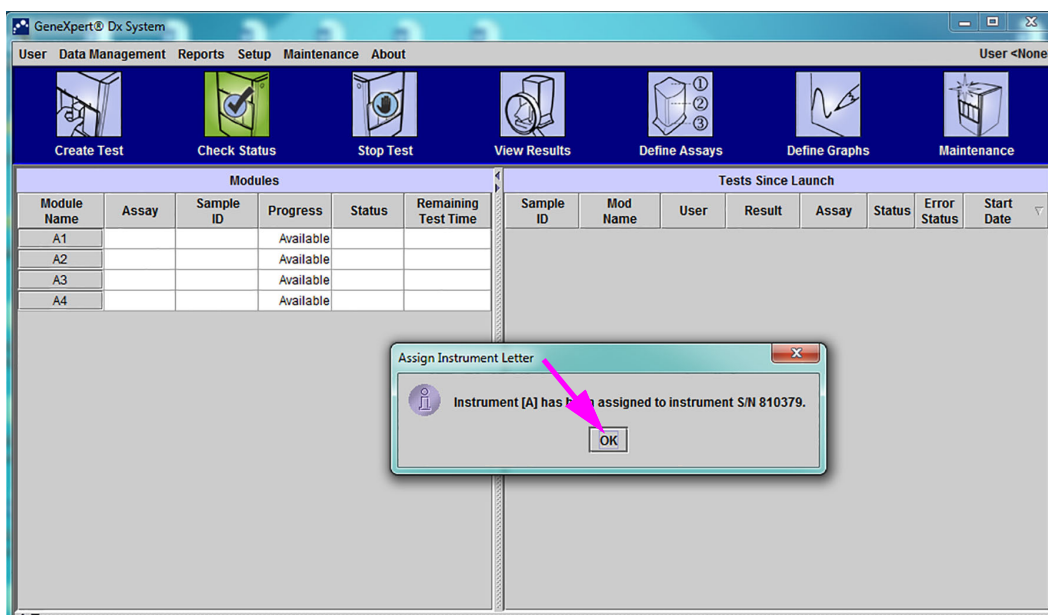 GeneXpert® Dx System
User Data Management Reports Setup Maintenance About User <None
Create Test Check Status Stop Test View Results Define Assays Define Graphs Maintenance
Modules
Module Name Assay Sample ID Progress Status Remaining Test Time
A1 Available
A2 Available
A3 Available
A4 Available
Tests Since Launch
Sample ID Mod Name User Result Assay Status Error Status Start Date
Assign Instrument Letter
Instrument [A] has been assigned to instrument S/N 810379.
OK